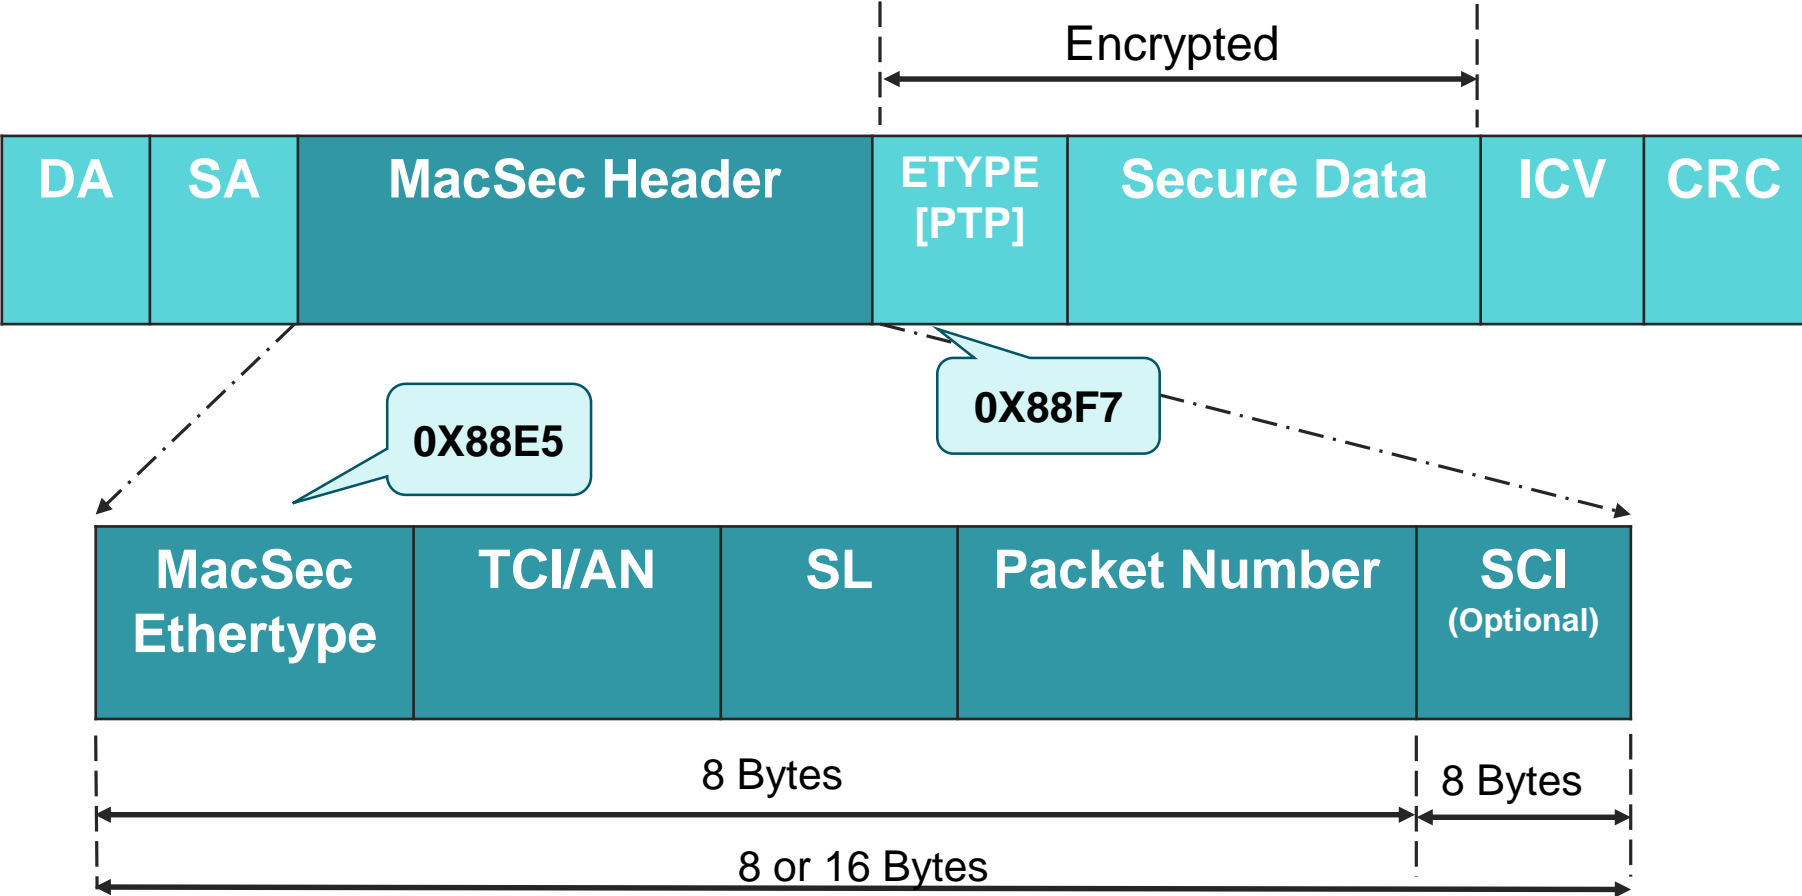 Encrypted
DA
SA
MacSec Header
ETYPE
[PTP]
Secure Data
ICV
CRC
0X88E5
0X88F7
MacSec
Ethertype
TCI/AN
SL
Packet Number
SCI
(Optional)
8 Bytes
8 Bytes
8 or 16 Bytes